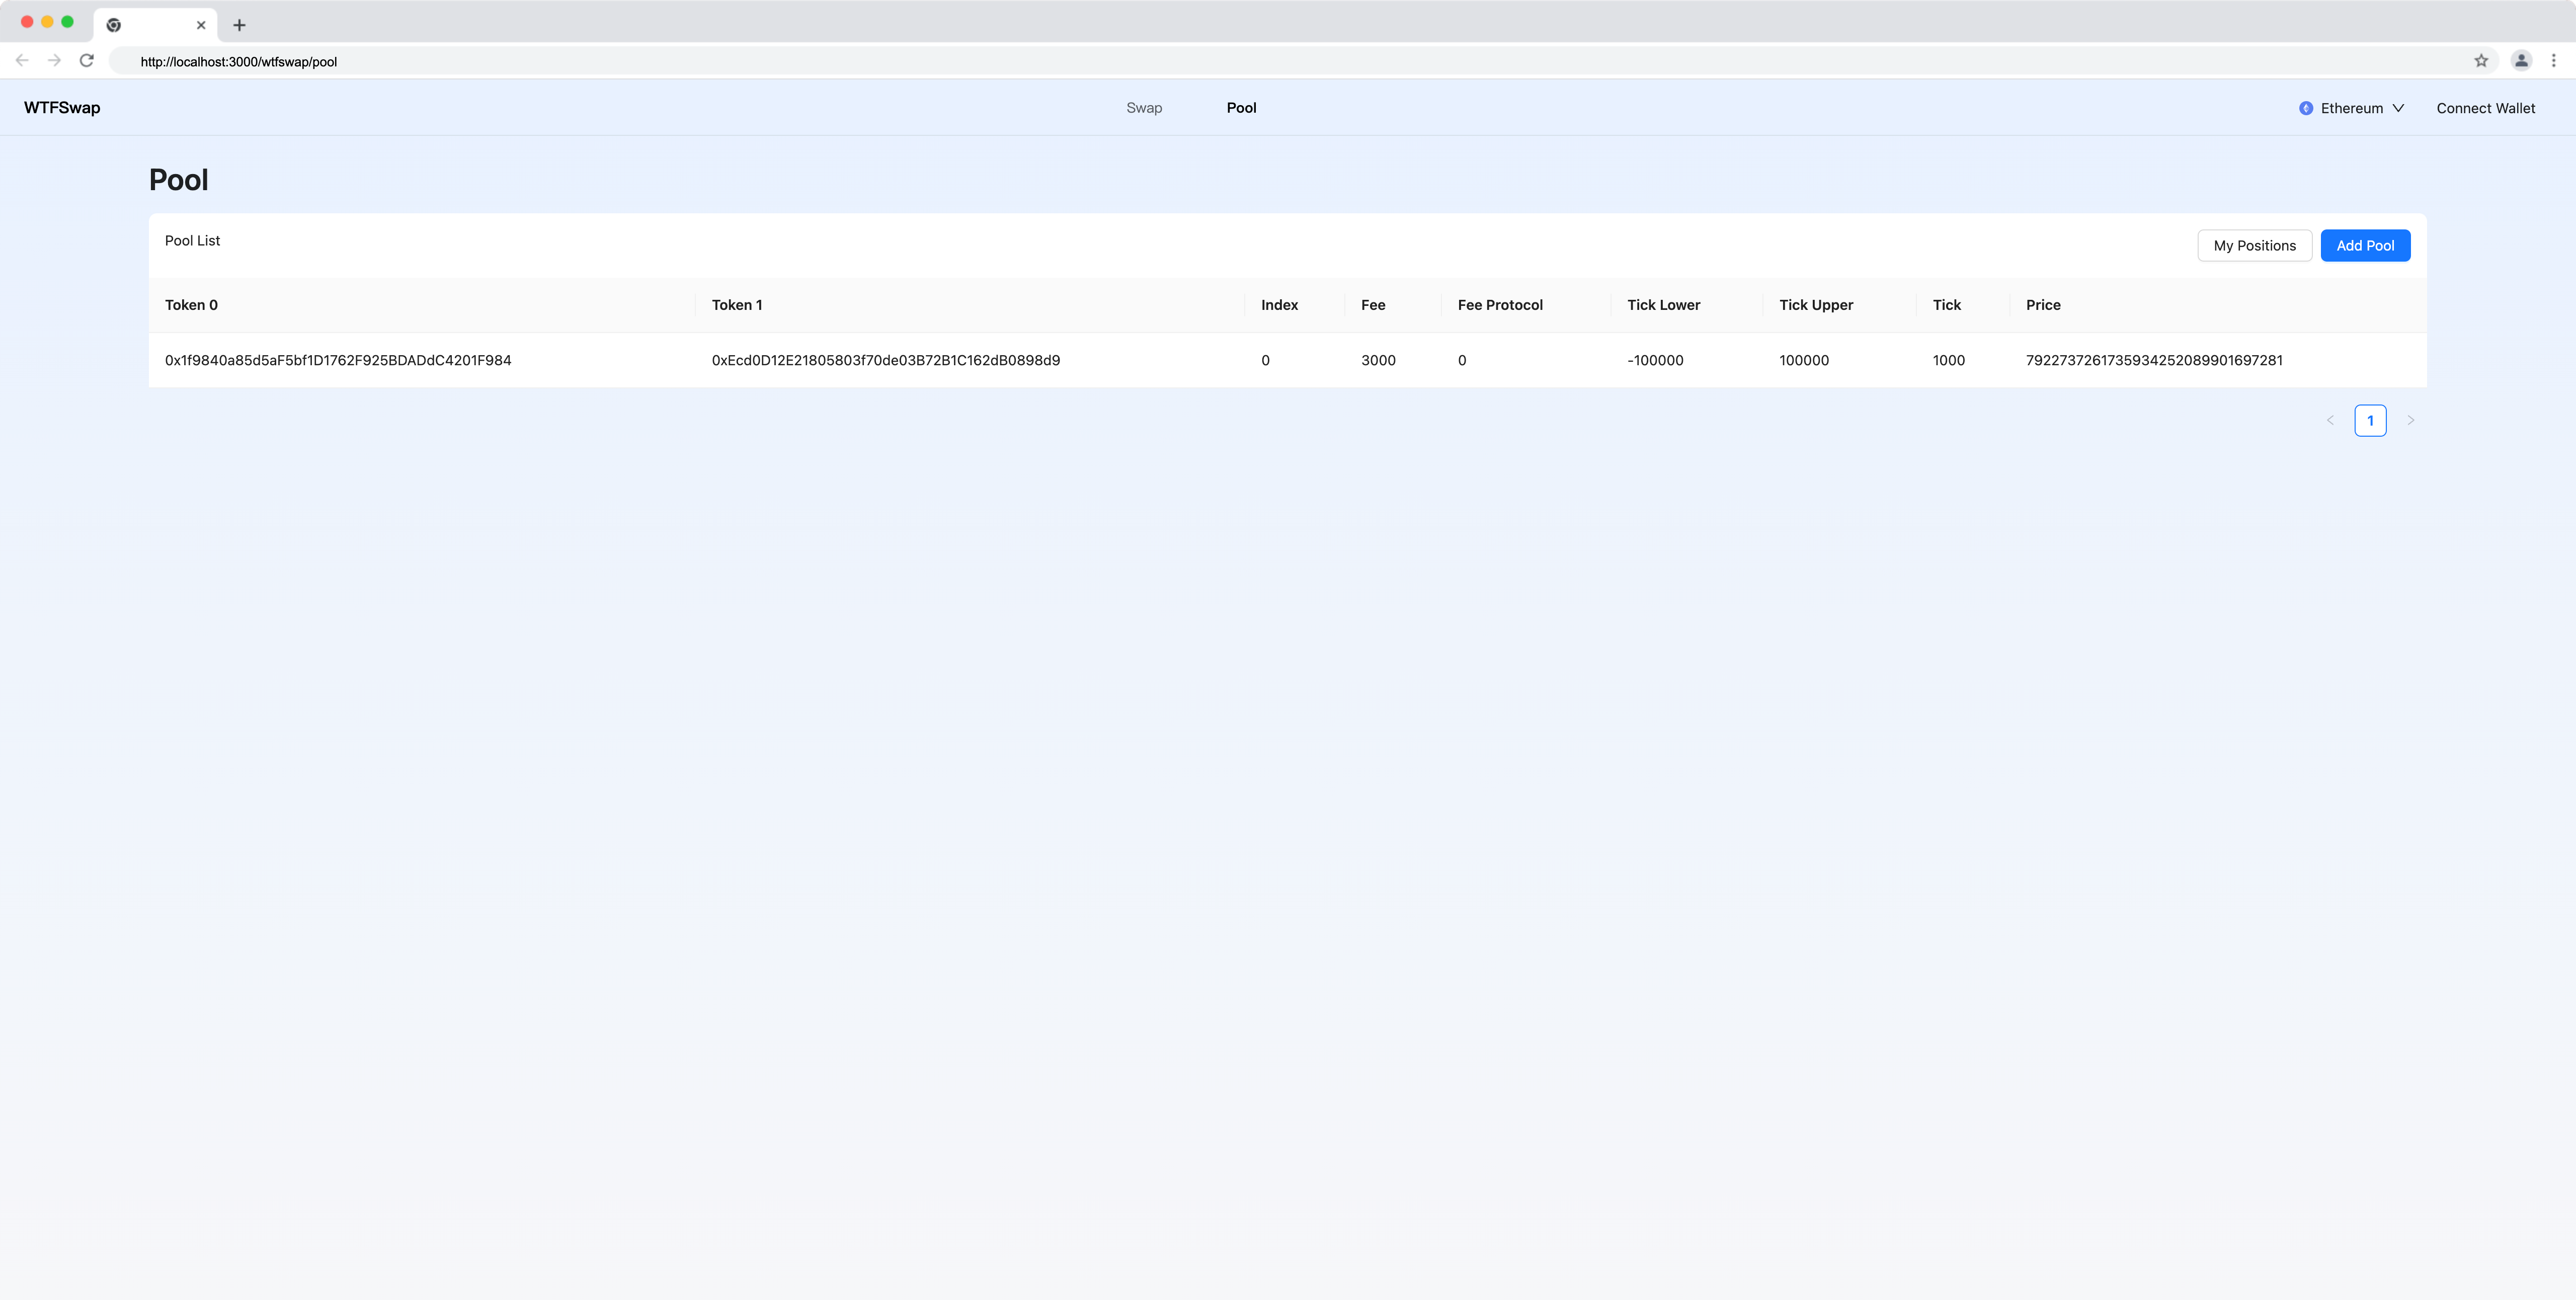 http://localhost:3000/wtfswap/pool
WTFSwap Swap Pool Ethereum Connect Wallet
Pool
Pool List My Positions Add Pool
Token 0 Token 1 Index Fee Fee Protocol Tick Lower Tick Upper Tick Price
0x1f9840a85d5aF5bf1D1762F925BDADdC4201F984 0xEcd0D12E21805803f70de03B72B1C162dB0898d9 0 3000 0 -100000 100000 1000 7922737261735934252089901697281
1